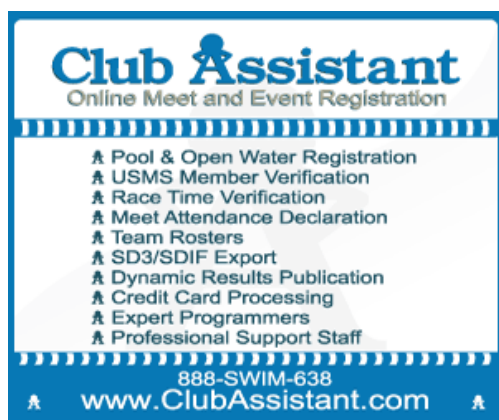 Club Assistant
Online Meet and Event Registration
Pool & Open Water Registration
USMS Member Verification
Race Time Verification
Meet Attendance Declaration
Team Rosters
SD3/SDIF Export
Dynamic Results Publication
Credit Card Processing
Expert Programmers
Professional Support Staff
888-SWIM-638
www.ClubAssistant.com